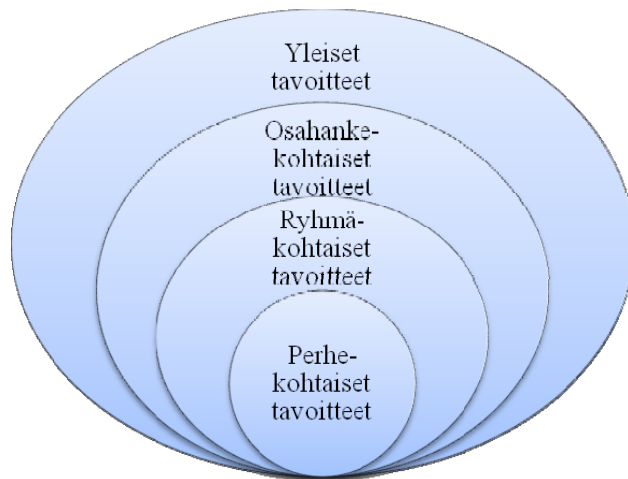 Yleiset
tavoitteet
Osahanke-
kohtaiset
tavoitteet
Ryhmä-
kohtaiset
tavoitteet
Perhe-
kohtaiset
tavoitteet